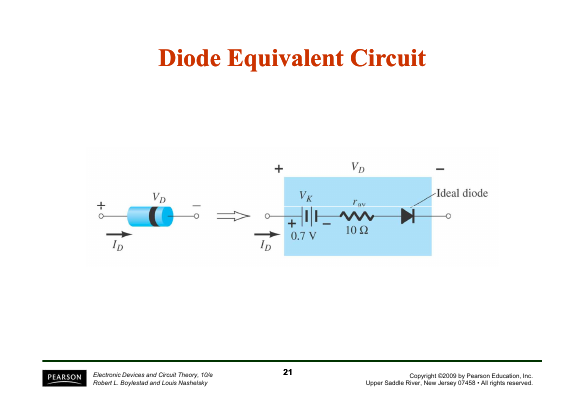 Diode Equivalent Circuit
+ V_D −
+ V_D − V_K r_av Ideal diode
+ −
I_D I_D 0.7 V 10 Ω
PEARSON
Electronic Devices and Circuit Theory, 10/e
Robert L. Boylestad and Louis Nashelsky
21
Copyright ©2009 by Pearson Education, Inc.
Upper Saddle River, New Jersey 07458 • All rights reserved.